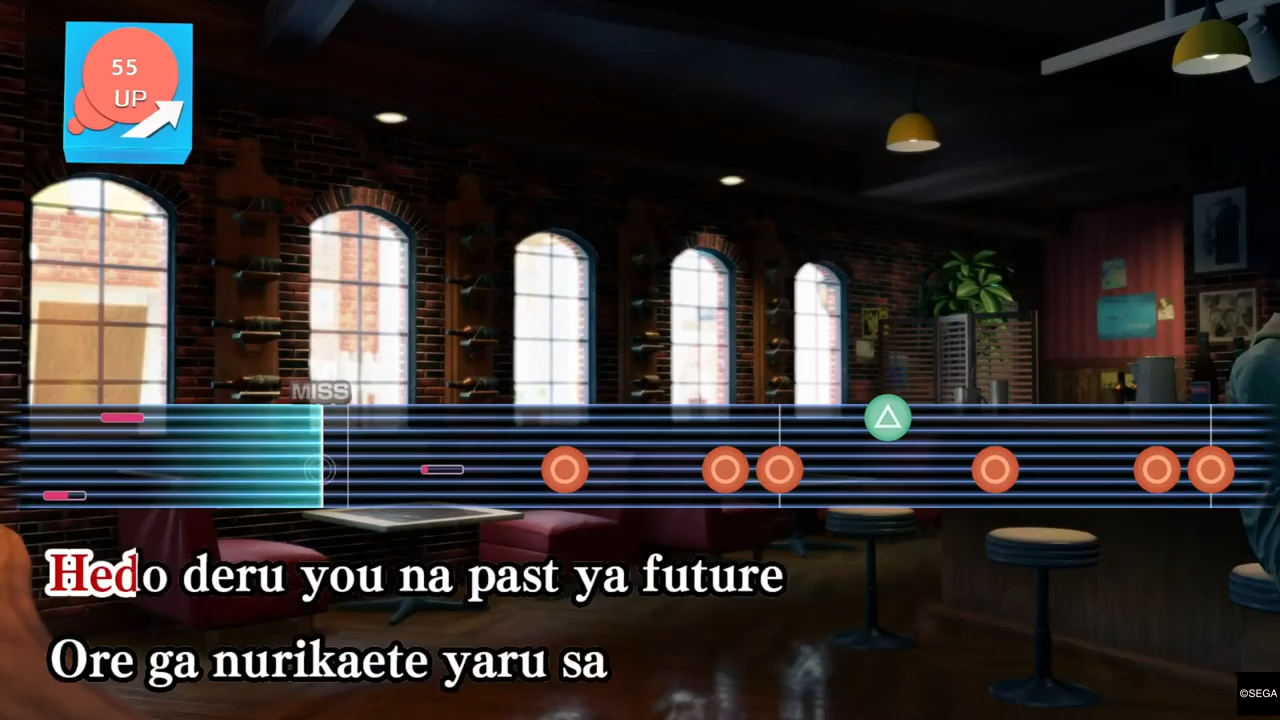 55
UP
MISS
Hedo deru you na past ya future
Ore ga nurikaete yaru sa
©SEGA